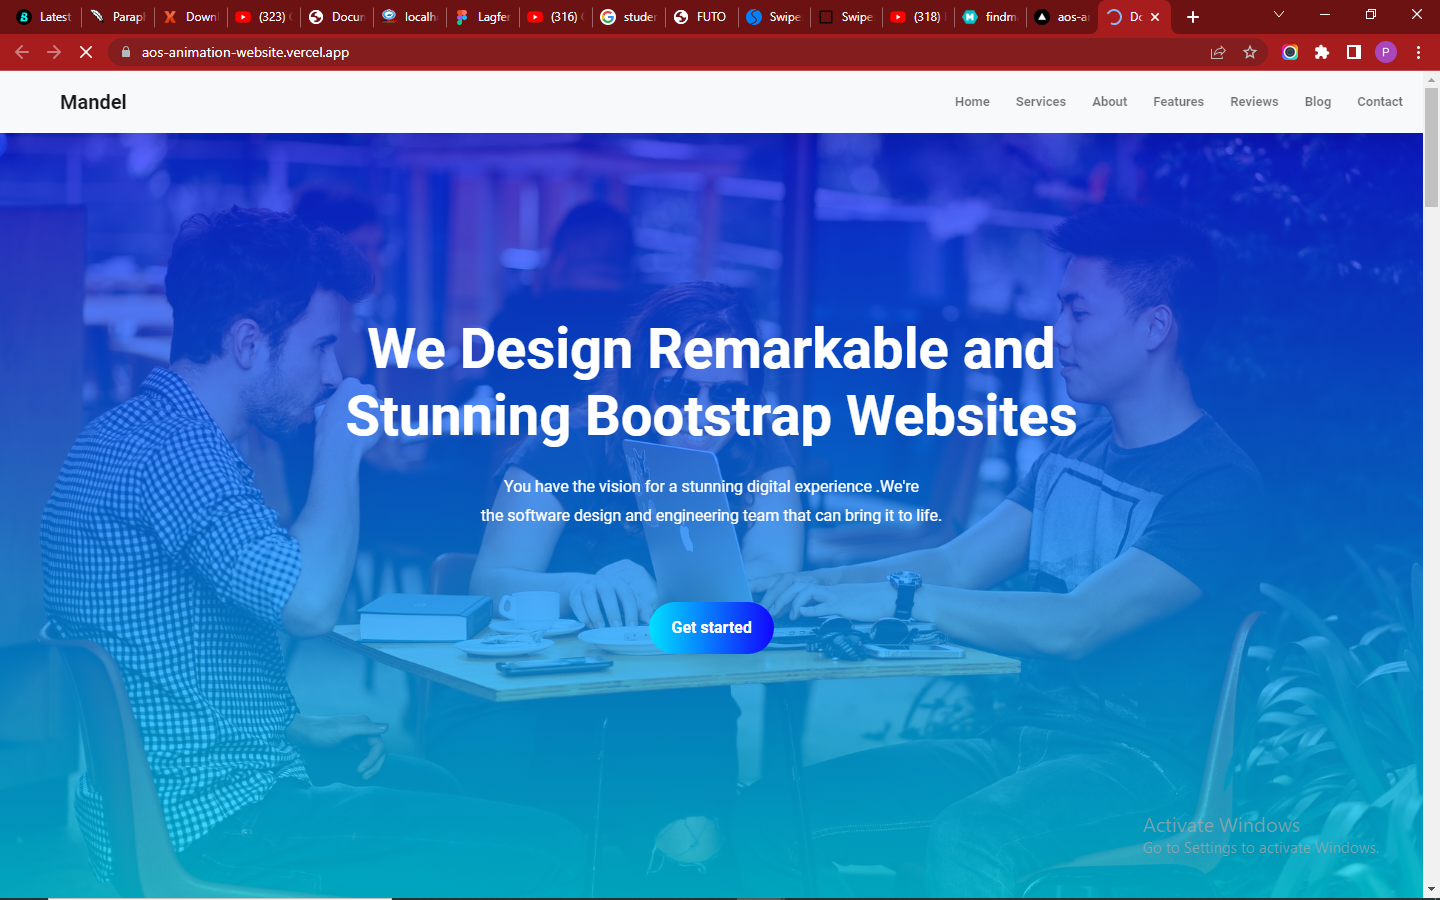 Latest
Paraph
Down
(323)
Docum
localh
Lagfer
(316)
studer
FUTO
Swipe
Swipe
(318)
findm
aos-a
Do
aos-animation-website.vercel.app
P
Mandel
Home Services About Features Reviews Blog Contact
We Design Remarkable and
Stunning Bootstrap Websites
You have the vision for a stunning digital experience .We're
the software design and engineering team that can bring it to life.
Get started
Activate Windows
Go to Settings to activate Windows.